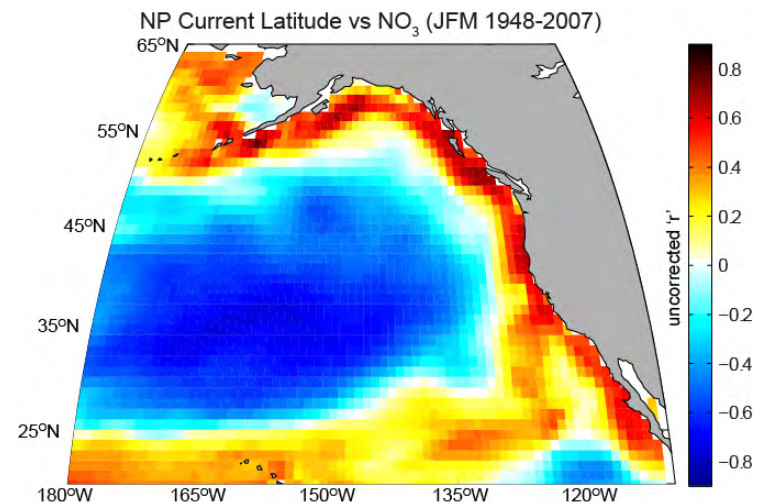 NP Current Latitude vs NO3 (JFM 1948-2007)
65oN
55oN
45oN
35oN
25oN
180oW
165oW
150oW
135oW
120oW
0.8
0.6
0.4
0.2
0
−0.2
−0.4
−0.6
−0.8
uncorrected 'r'